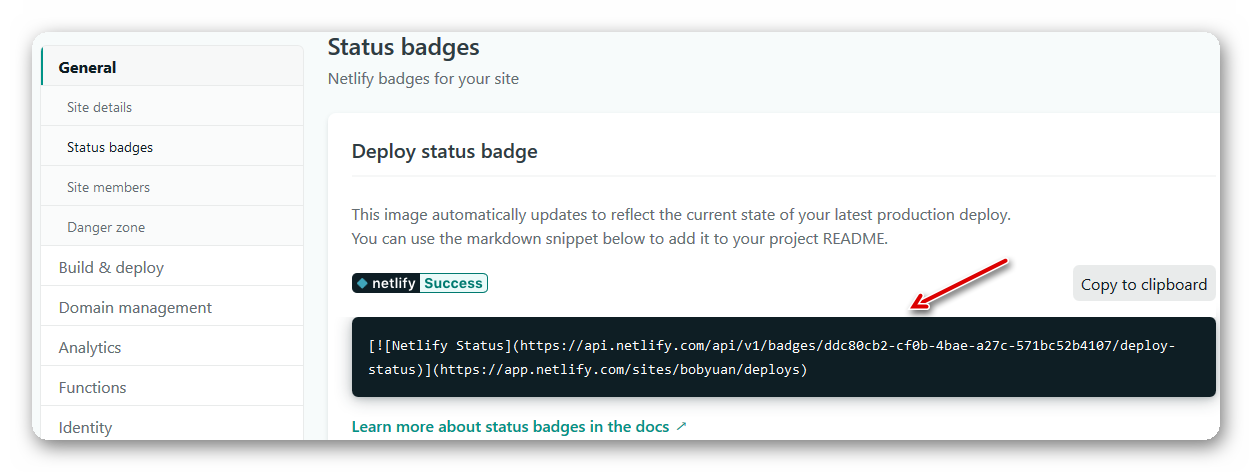 General
Site details
Status badges
Site members
Danger zone
Build & deploy
Domain management
Analytics
Functions
Identity
Status badges
Netlify badges for your site
Deploy status badge
This image automatically updates to reflect the current state of your latest production deploy.
You can use the markdown snippet below to add it to your project README.
netlify Success
Copy to clipboard
[![Netlify Status](https://api.netlify.com/api/v1/badges/ddc80cb2-cf0b-4bae-a27c-571bc52b4107/deploy-
status)](https://app.netlify.com/sites/bobyuan/deploys)
Learn more about status badges in the docs ↗